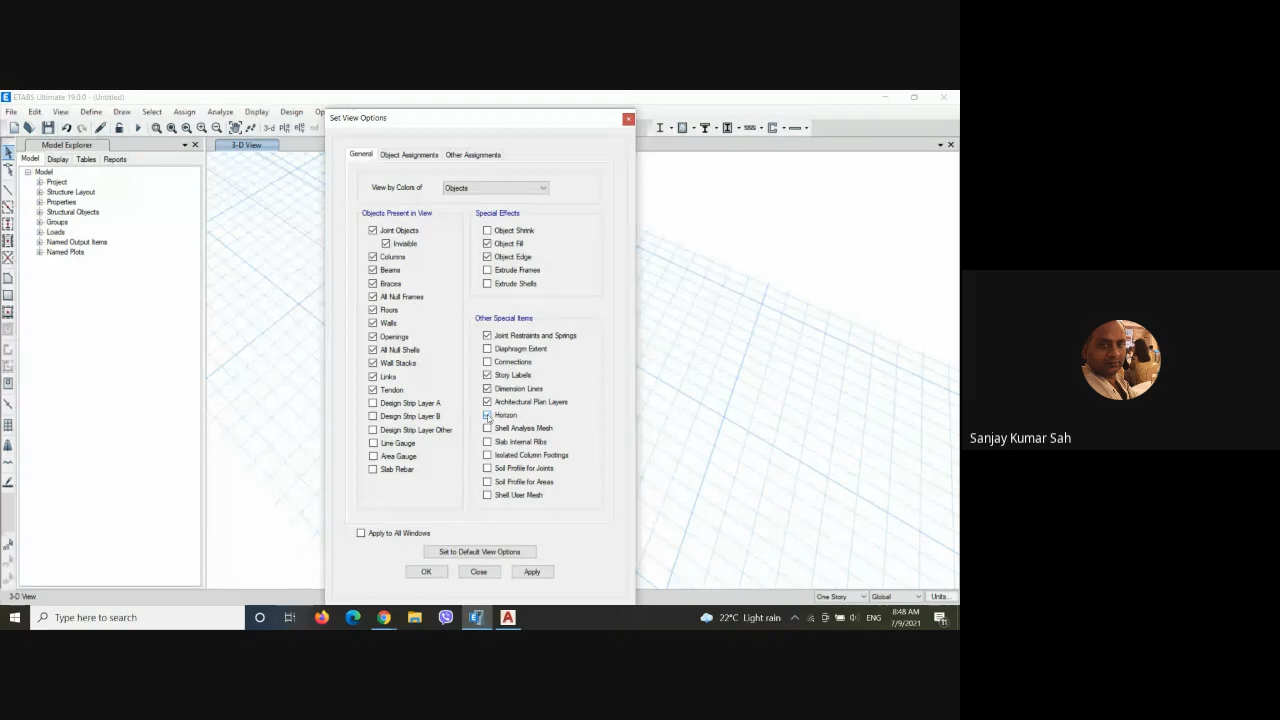 ETABS Ultimate 19.0.0 - (Untitled)
File Edit View Define Draw Select Assign Analyze Display Design
Set View Options
3-d
nd
Model Explorer
3-D View
Model Display Tables Reports
Model
Project
Structure Layout
Properties
Structural Objects
Groups
Loads
Named Output Items
Named Plots
General Object Assignments Other Assignments
View by Colors of Objects
Objects Present in View
Joint Objects
Invisible
Columns
Beams
Braces
All Null Frames
Floors
Walls
Openings
All Null Shells
Wall Stacks
Links
Tendon
Design Strip Layer A
Design Strip Layer B
Design Strip Layer Other
Line Gauge
Area Gauge
Slab Rebar
Special Effects
Object Shrink
Object Fill
Object Edge
Extrude Frames
Extrude Shells
Other Special Items
Joint Restraints and Springs
Diaphragm Extent
Connections
Story Labels
Dimension Lines
Architectural Plan Layers
Horizon
Shell Analysis Mesh
Slab Internal Ribs
Isolated Column Footings
Soil Profile for Joints
Soil Profile for Areas
Shell User Mesh
Apply to All Windows
Set to Default View Options
OK Close Apply
Sanjay Kumar Sah
3-D View
One Story Global Units...
Type here to search
22°C Light rain
ENG
8:48 AM
7/9/2021